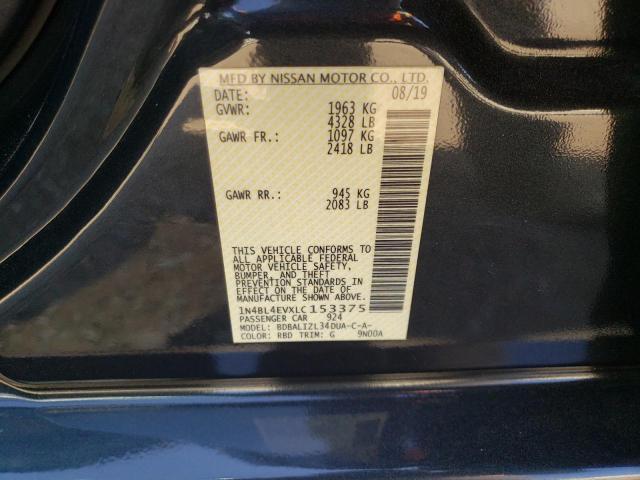 MFD BY NISSAN MOTOR CO., LTD.
DATE: 08/19
GVWR: 1963 KG
4328 LB
GAWR FR.: 1097 KG
2418 LB
GAWR RR.: 945 KG
2083 LB
THIS VEHICLE CONFORMS TO
ALL APPLICABLE FEDERAL
MOTOR VEHICLE SAFETY,
BUMPER, AND THEFT
PREVENTION STANDARDS IN
EFFECT ON THE DATE OF
MANUFACTURE SHOWN ABOVE.
1N4BL4EVXLC153375
PASSENGER CAR 924
MODEL: BDBALIZL34DUA-C-A-
COLOR: RBD TRIM: G 9N00A